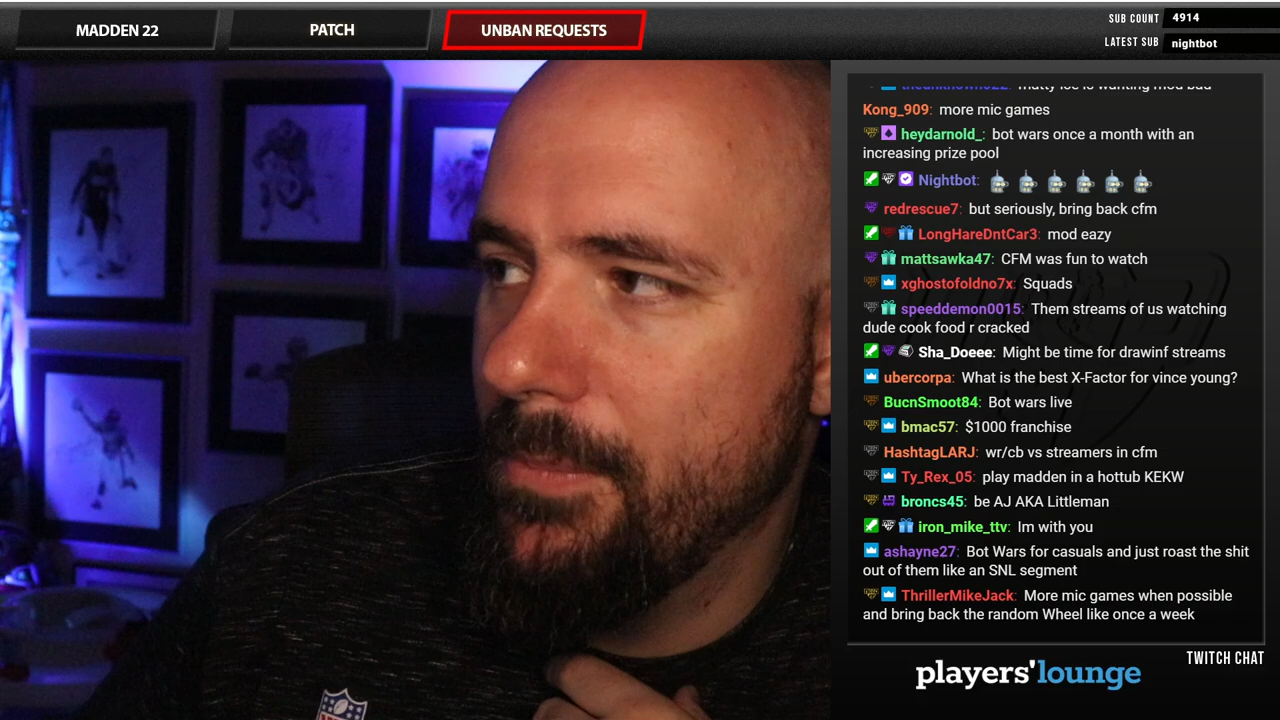 MADDEN 22
PATCH
UNBAN REQUESTS
SUB COUNT
4914
LATEST SUB
nightbot
Kong_909: more mic games
heydarnold_: bot wars once a month with an
increasing prize pool
Nightbot:
redrescue7: but seriously, bring back cfm
LongHareDntCar3: mod eazy
mattsawka47: CFM was fun to watch
xghostofoldno7x: Squads
speeddemon0015: Them streams of us watching
dude cook food r cracked
Sha_Doeee: Might be time for drawinf streams
ubercorpa: What is the best X-Factor for vince young?
BucnSmoot84: Bot wars live
bmac57: $1000 franchise
HashtagLARJ: wr/cb vs streamers in cfm
Ty_Rex_05: play madden in a hottub KEKW
broncs45: be AJ AKA Littleman
iron_mike_ttv: Im with you
ashayne27: Bot Wars for casuals and just roast the shit
out of them like an SNL segment
ThrillerMikeJack: More mic games when possible
and bring back the random Wheel like once a week
TWITCH CHAT
players'lounge
NFL